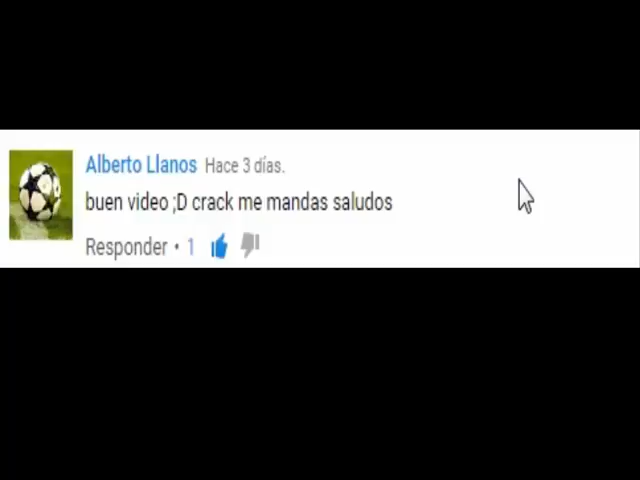 Alberto Llanos Hace 3 días.
buen video ;D crack me mandas saludos
Responder • 1